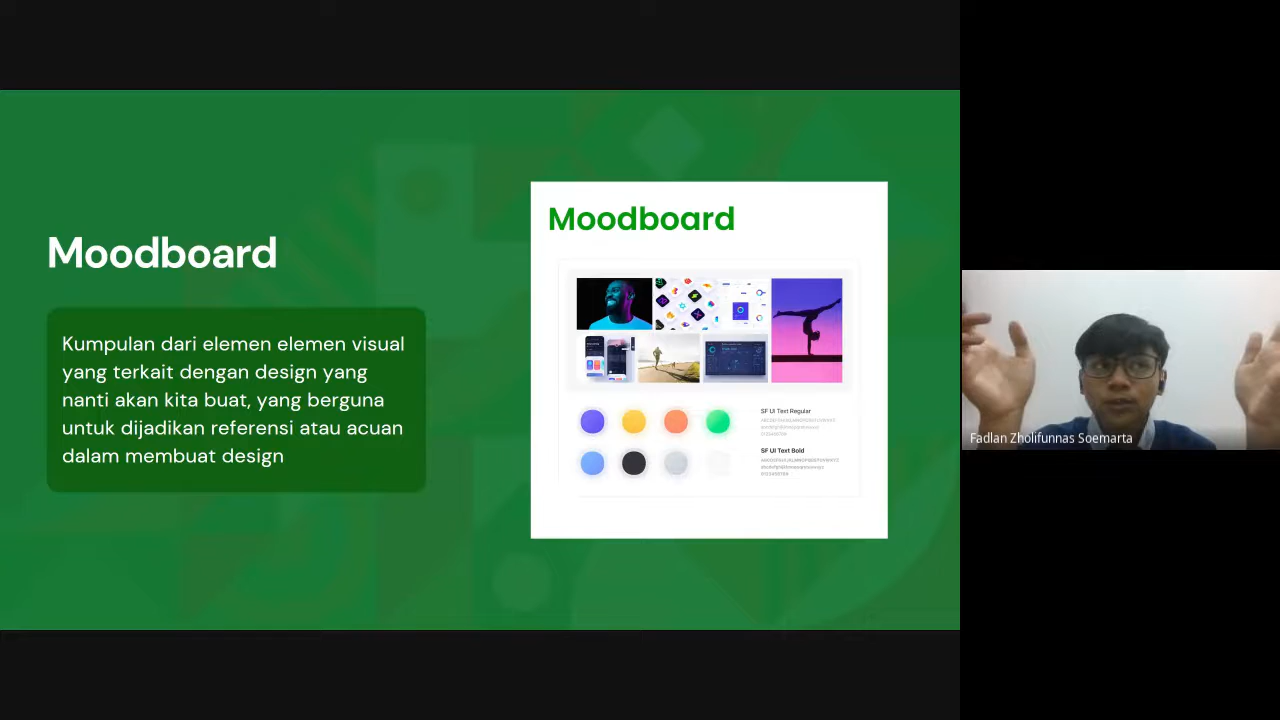 Moodboard
Kumpulan dari elemen elemen visual
yang terkait dengan design yang
nanti akan kita buat, yang berguna
untuk dijadikan referensi atau acuan
dalam membuat design
Moodboard
SF UI Text Regular
SF UI Text Bold
Fadlan Zholifunnas Soemarta